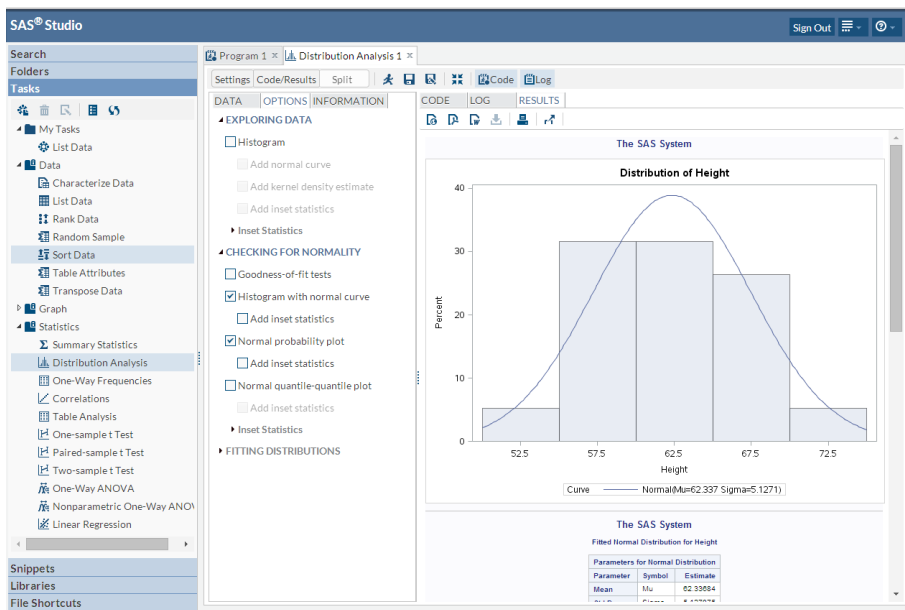 SAS® Studio
Sign Out
Search
Folders
Tasks
My Tasks
List Data
Data
Characterize Data
List Data
Rank Data
Random Sample
Sort Data
Table Attributes
Transpose Data
Graph
Statistics
Summary Statistics
Distribution Analysis
One-Way Frequencies
Correlations
Table Analysis
One-sample t Test
Paired-sample t Test
Two-sample t Test
One-Way ANOVA
Nonparametric One-Way ANOV
Linear Regression
Snippets
Libraries
File Shortcuts
Program 1 ×
Distribution Analysis 1 ×
Settings Code/Results Split
Code Log
DATA OPTIONS INFORMATION
EXPLORING DATA
Histogram
Add normal curve
Add kernel density estimate
Add inset statistics
Inset Statistics
CHECKING FOR NORMALITY
Goodness-of-fit tests
Histogram with normal curve
Add inset statistics
Normal probability plot
Add inset statistics
Normal quantile-quantile plot
Add inset statistics
Inset Statistics
FITTING DISTRIBUTIONS
CODE LOG RESULTS
The SAS System
Distribution of Height
40
30
20
10
0
Percent
52.5 57.5 62.5 67.5 72.5
Height
Curve Normal(Mu=62.337 Sigma=5.1271)
The SAS System
Fitted Normal Distribution for Height
Parameters for Normal Distribution
Parameter Symbol Estimate
Mean Mu 62.33684